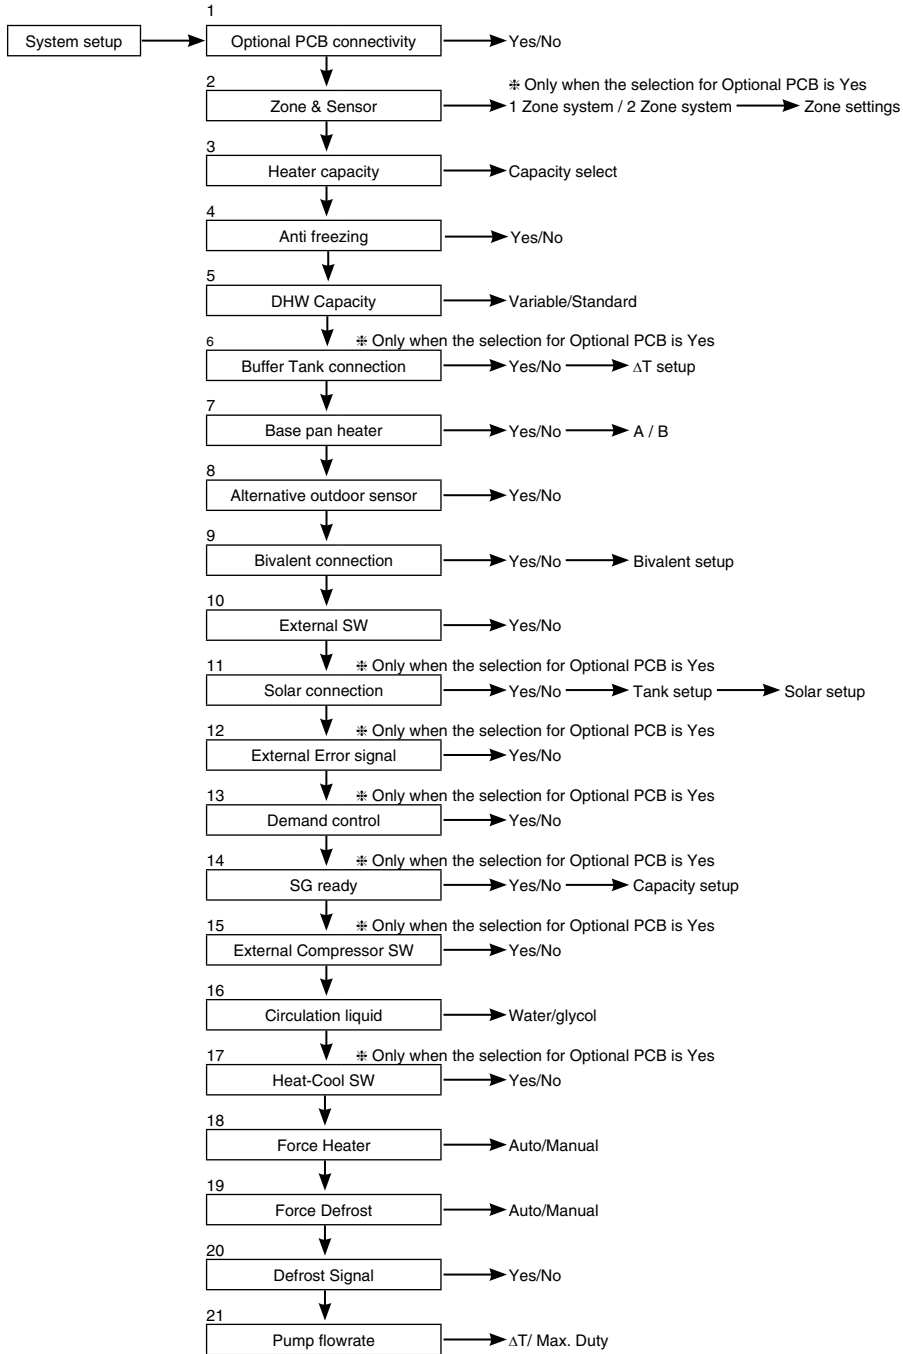 1
System setup Optional PCB connectivity Yes/No
2 ⁜ Only when the selection for Optional PCB is Yes
Zone & Sensor 1 Zone system / 2 Zone system Zone settings
3
Heater capacity Capacity select
4
Anti freezing Yes/No
5
DHW Capacity Variable/Standard
6 ⁜ Only when the selection for Optional PCB is Yes
Buffer Tank connection Yes/No ∆T setup
7
Base pan heater Yes/No A / B
8
Alternative outdoor sensor Yes/No
9
Bivalent connection Yes/No Bivalent setup
10
External SW Yes/No
11 ⁜ Only when the selection for Optional PCB is Yes
Solar connection Yes/No Tank setup Solar setup
12 ⁜ Only when the selection for Optional PCB is Yes
External Error signal Yes/No
13 ⁜ Only when the selection for Optional PCB is Yes
Demand control Yes/No
14 ⁜ Only when the selection for Optional PCB is Yes
SG ready Yes/No Capacity setup
15 ⁜ Only when the selection for Optional PCB is Yes
External Compressor SW Yes/No
16
Circulation liquid Water/glycol
17 ⁜ Only when the selection for Optional PCB is Yes
Heat-Cool SW Yes/No
18
Force Heater Auto/Manual
19
Force Defrost Auto/Manual
20
Defrost Signal Yes/No
21
Pump flowrate ∆T/ Max. Duty